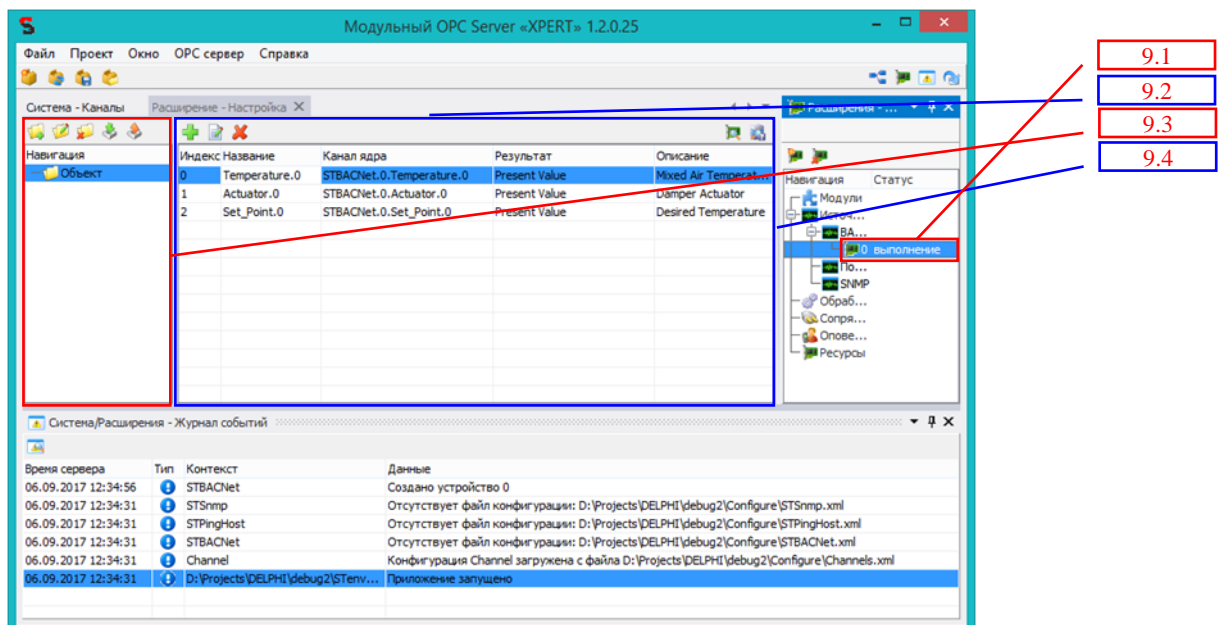 Модульный OPC Server «XPERT» 1.2.0.25
Файл Проект Окно OPC сервер Справка
Система - Каналы Расширение - Настройка
Расширения - ...
Навигация
Объект
Индекс Название Канал ядра Результат Описание
0 Temperature.0 STBACNet.0.Temperature.0 Present Value Mixed Air Temperat...
1 Actuator.0 STBACNet.0.Actuator.0 Present Value Damper Actuator
2 Set_Point.0 STBACNet.0.Set_Point.0 Present Value Desired Temperature
Навигация Статус
Модули
Источ...
BA...
0 выполнение
По...
SNMP
Обраб...
Сопря...
Опове...
Ресурсы
9.1
9.2
9.3
9.4
Система/Расширения - Журнал событий
Время сервера Тип Контекст Данные
06.09.2017 12:34:56 STBACNet Создано устройство 0
06.09.2017 12:34:31 STSnmp Отсутствует файл конфигурации: D:\Projects\DELPHI\debug2\Configure\STSnmp.xml
06.09.2017 12:34:31 STPingHost Отсутствует файл конфигурации: D:\Projects\DELPHI\debug2\Configure\STPingHost.xml
06.09.2017 12:34:31 STBACNet Отсутствует файл конфигурации: D:\Projects\DELPHI\debug2\Configure\STBACNet.xml
06.09.2017 12:34:31 Channel Конфигурация Channel загружена с файла D:\Projects\DELPHI\debug2\Configure\Channels.xml
06.09.2017 12:34:31 D:\Projects\DELPHI\debug2\STenv... Приложение запущено